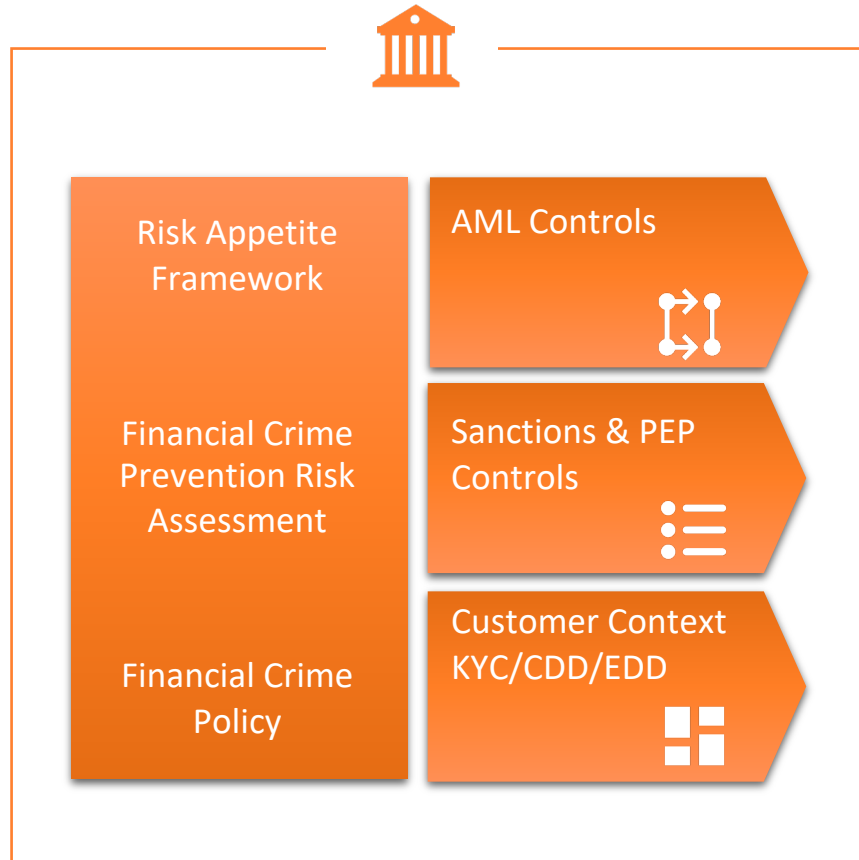 Risk Appetite
Framework
Financial Crime
Prevention Risk
Assessment
Financial Crime
Policy
AML Controls
Sanctions & PEP
Controls
Customer Context
KYC/CDD/EDD